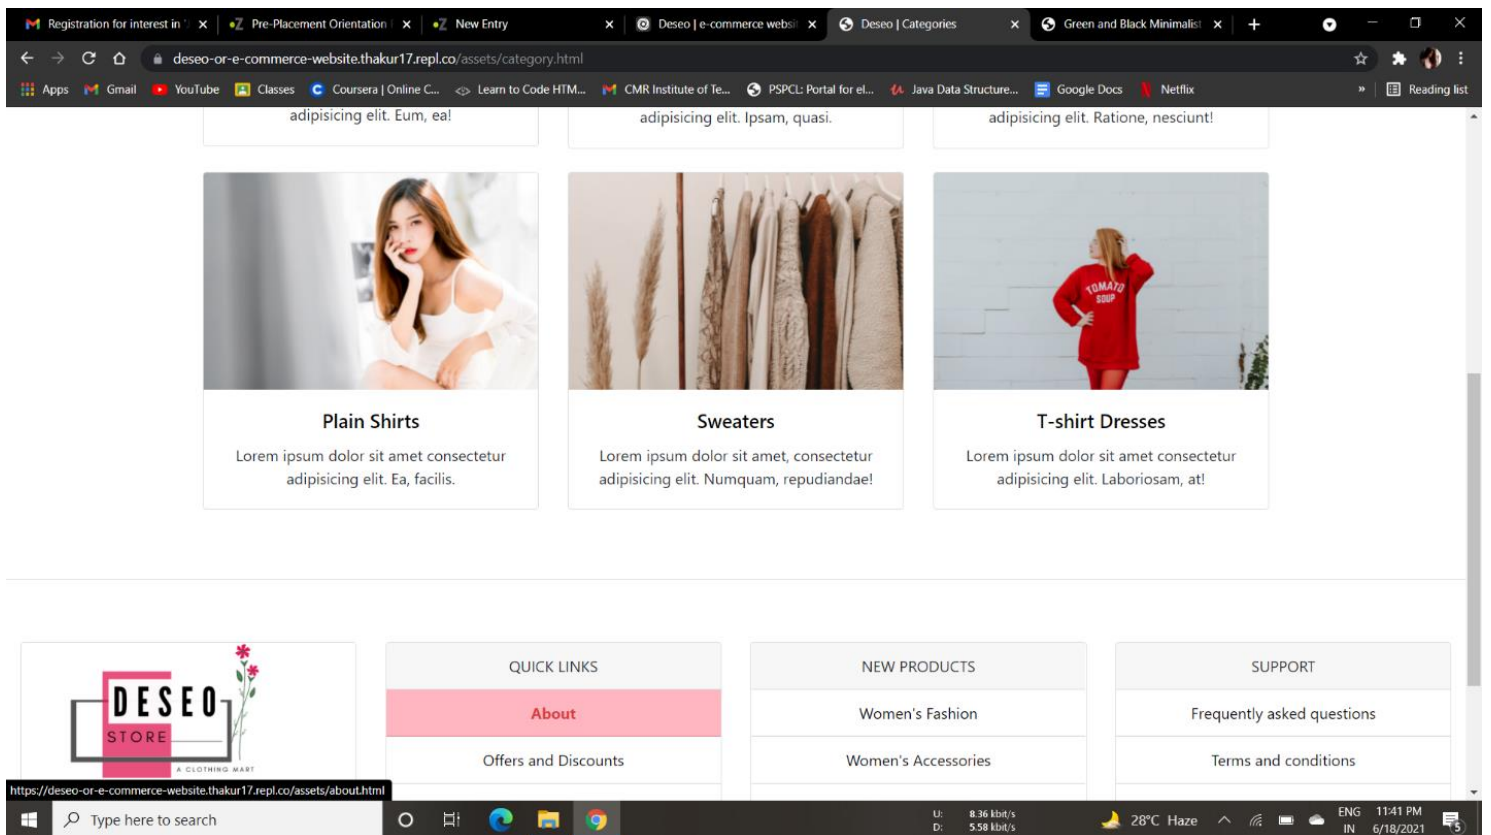 Registration for interest in '
Pre-Placement Orientation
New Entry
Deseo | e-commerce websi
Deseo | Categories
Green and Black Minimalist
deseo-or-e-commerce-website.thakur17.repl.co/assets/category.html
Apps
Gmail
YouTube
Classes
Coursera | Online C...
Learn to Code HTM...
CMR Institute of Te...
PSPCL: Portal for el...
Java Data Structure...
Google Docs
Netflix
»
Reading list
adipisicing elit. Eum, ea!
adipisicing elit. Ipsam, quasi.
adipisicing elit. Ratione, nesciunt!
TOMATO
SOUP
Plain Shirts
Lorem ipsum dolor sit amet consectetur
adipisicing elit. Ea, facilis.
Sweaters
Lorem ipsum dolor sit amet, consectetur
adipisicing elit. Numquam, repudiandae!
T-shirt Dresses
Lorem ipsum dolor sit amet consectetur
adipisicing elit. Laboriosam, at!
DESEO
STORE
A CLOTHING MART
QUICK LINKS
About
Offers and Discounts
NEW PRODUCTS
Women's Fashion
Women's Accessories
SUPPORT
Frequently asked questions
Terms and conditions
https://deseo-or-e-commerce-website.thakur17.repl.co/assets/about.html
Type here to search
U: 8.36 kbit/s
D: 5.58 kbit/s
28°C Haze
ENG
IN
11:41 PM
6/18/2021
5